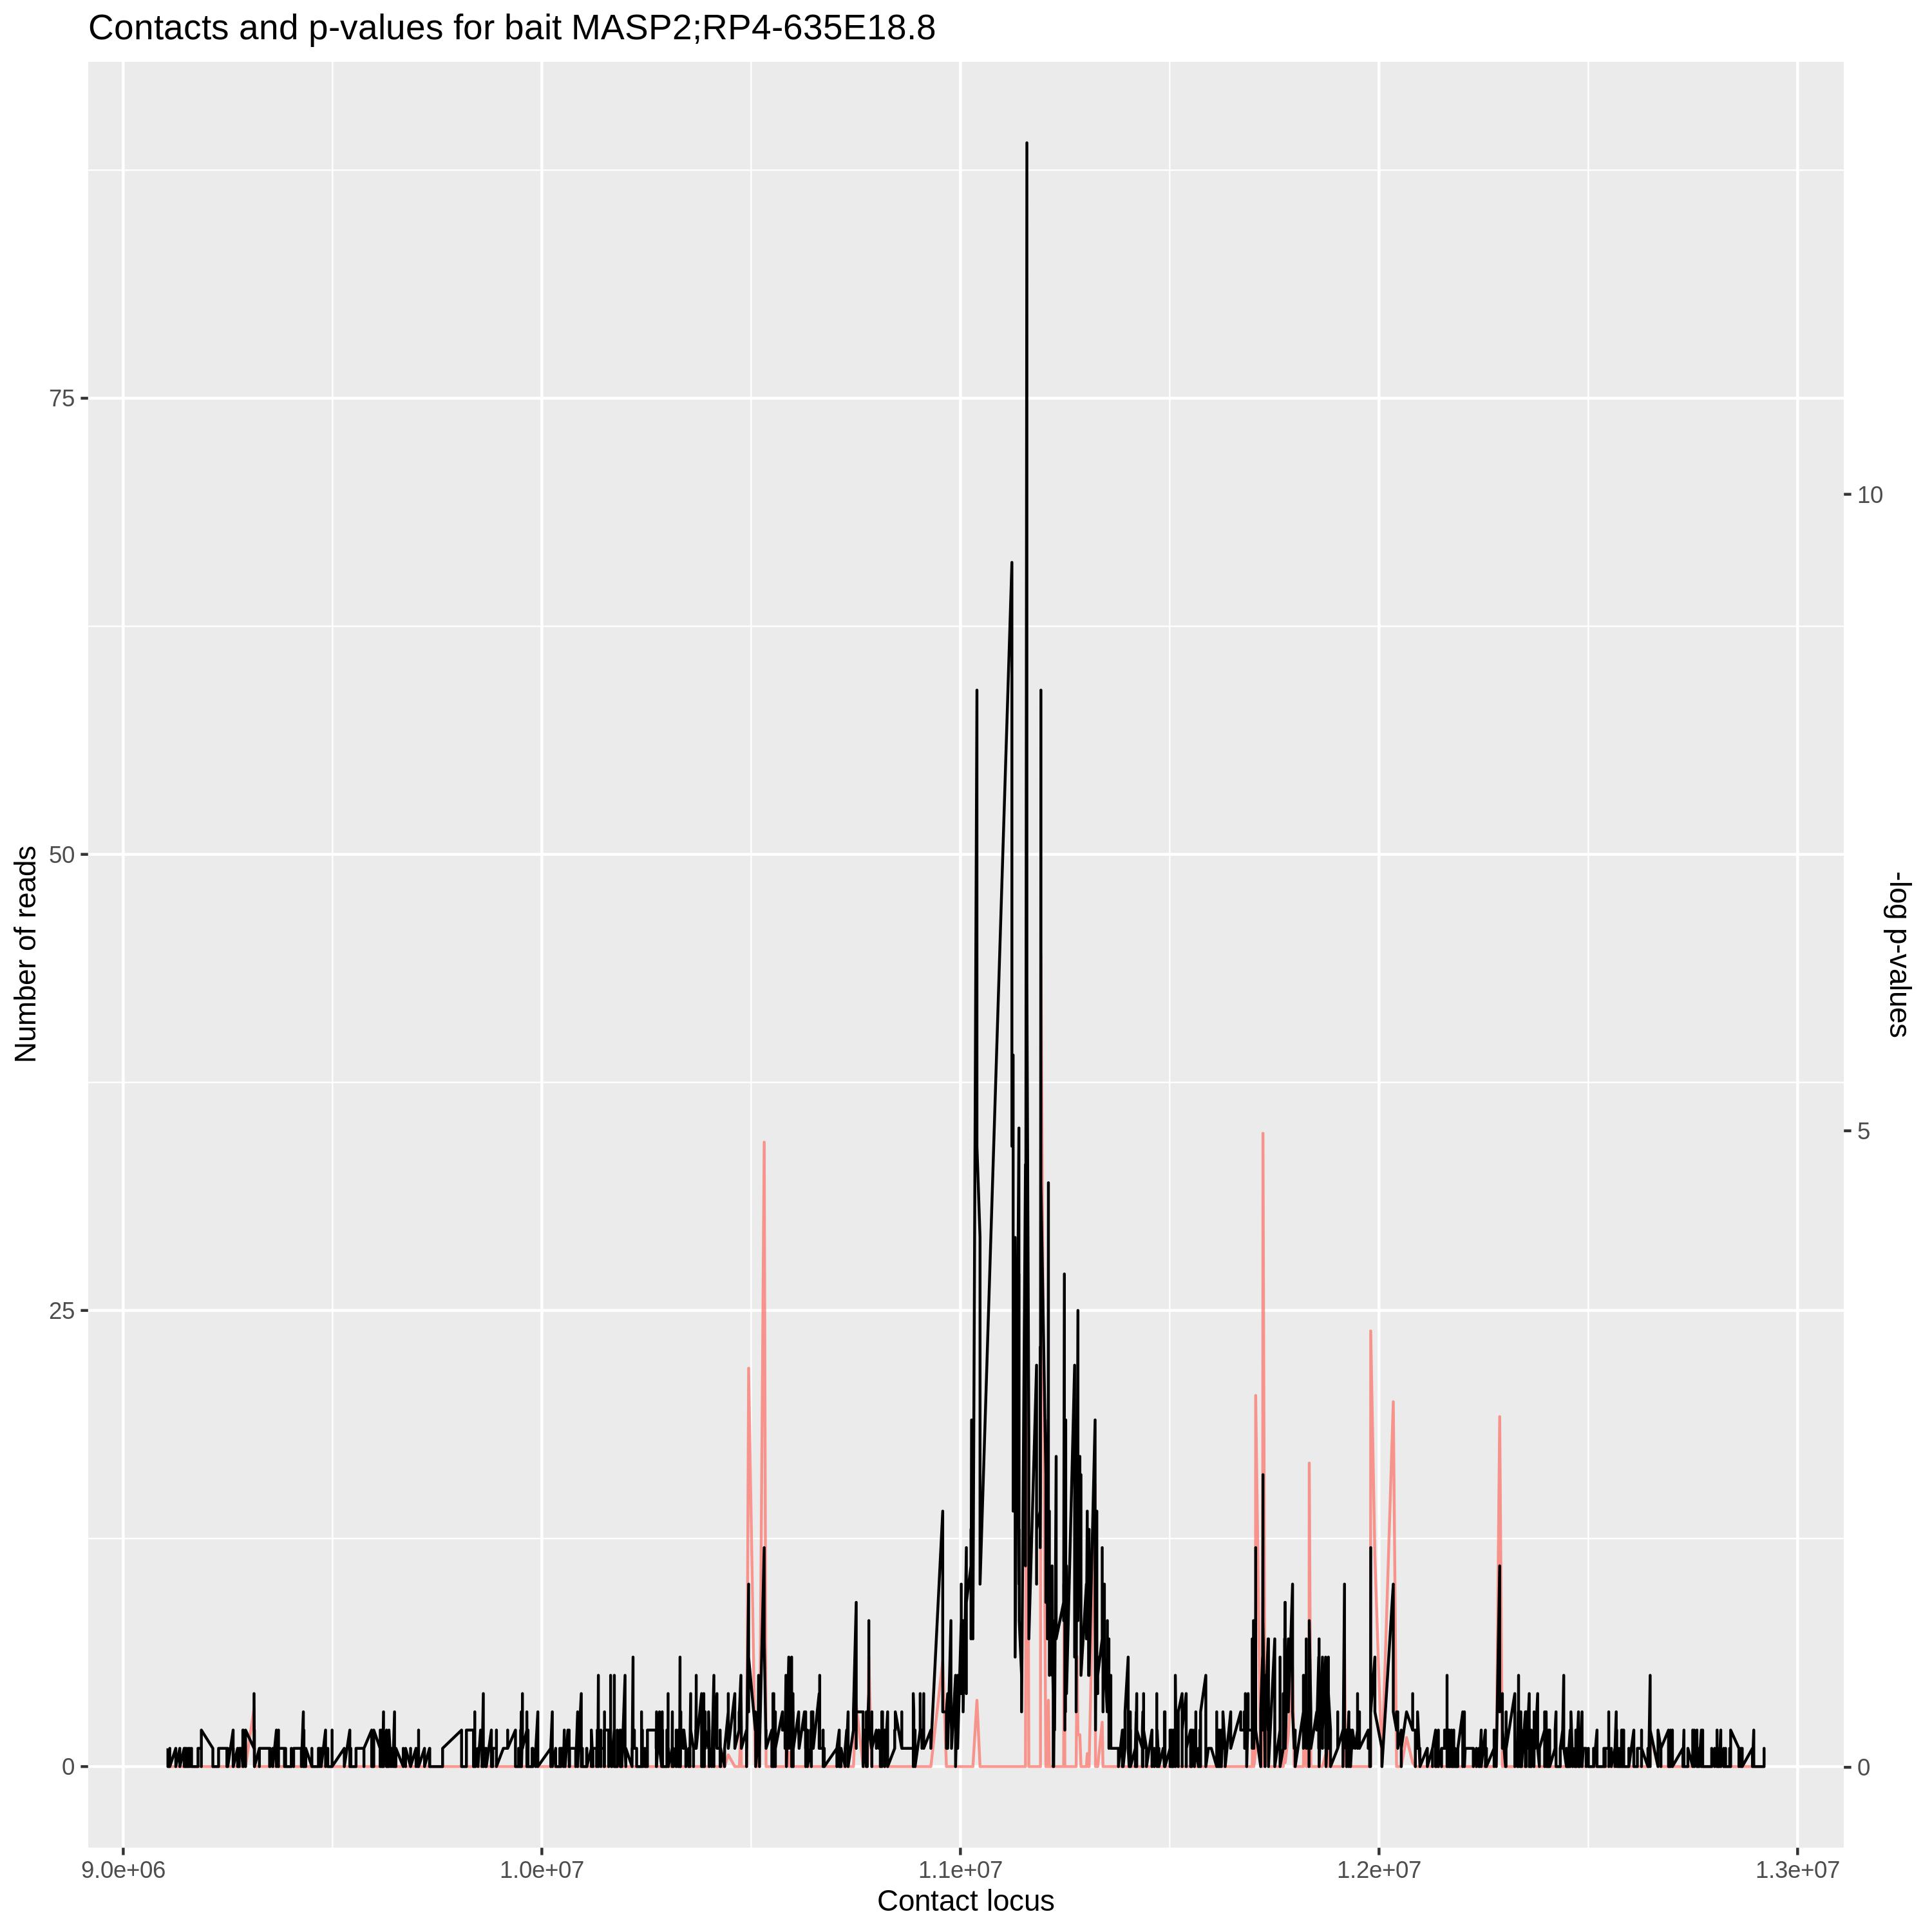 Contacts and p-values for bait MASP2;RP4-635E18.8
Number of reads
75
50
25
0
10
5
0
-log p-values
9.0e+06 1.0e+07 1.1e+07 1.2e+07 1.3e+07
Contact locus